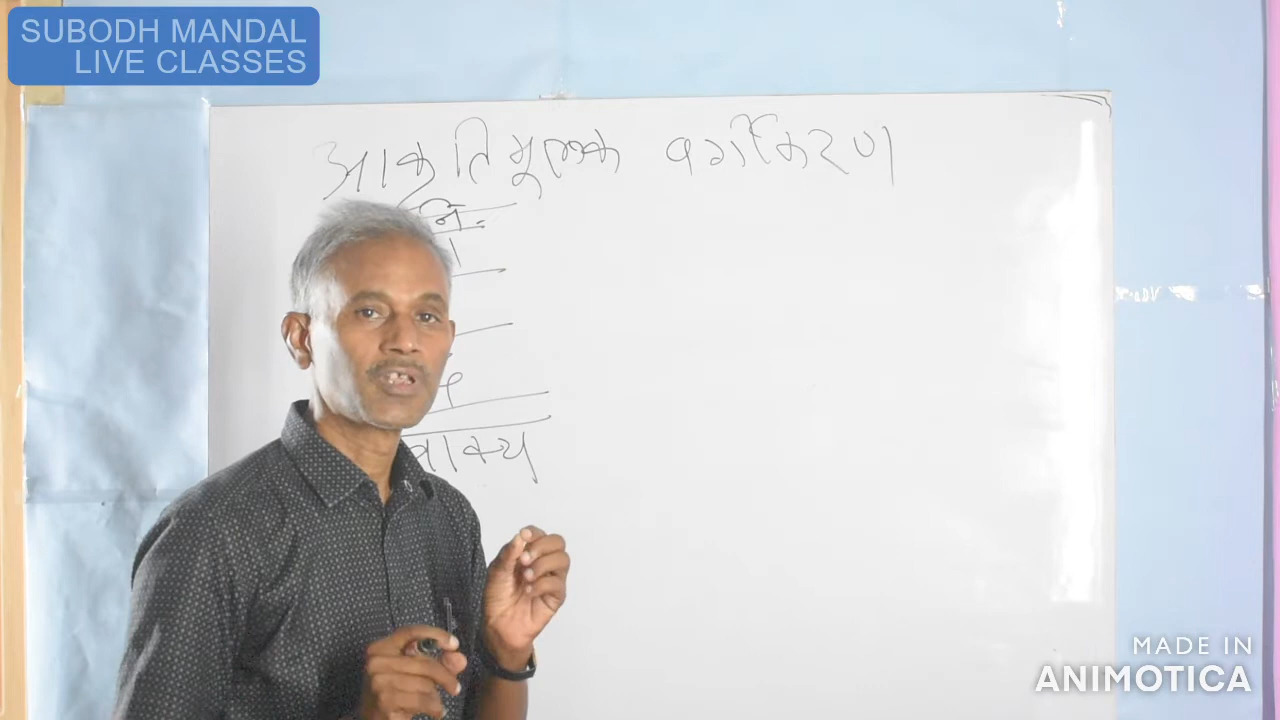 SUBODH MANDAL
LIVE CLASSES
आकृतिमूलक वर्गीकरण
वाक्य
MADE IN
ANIMOTICA